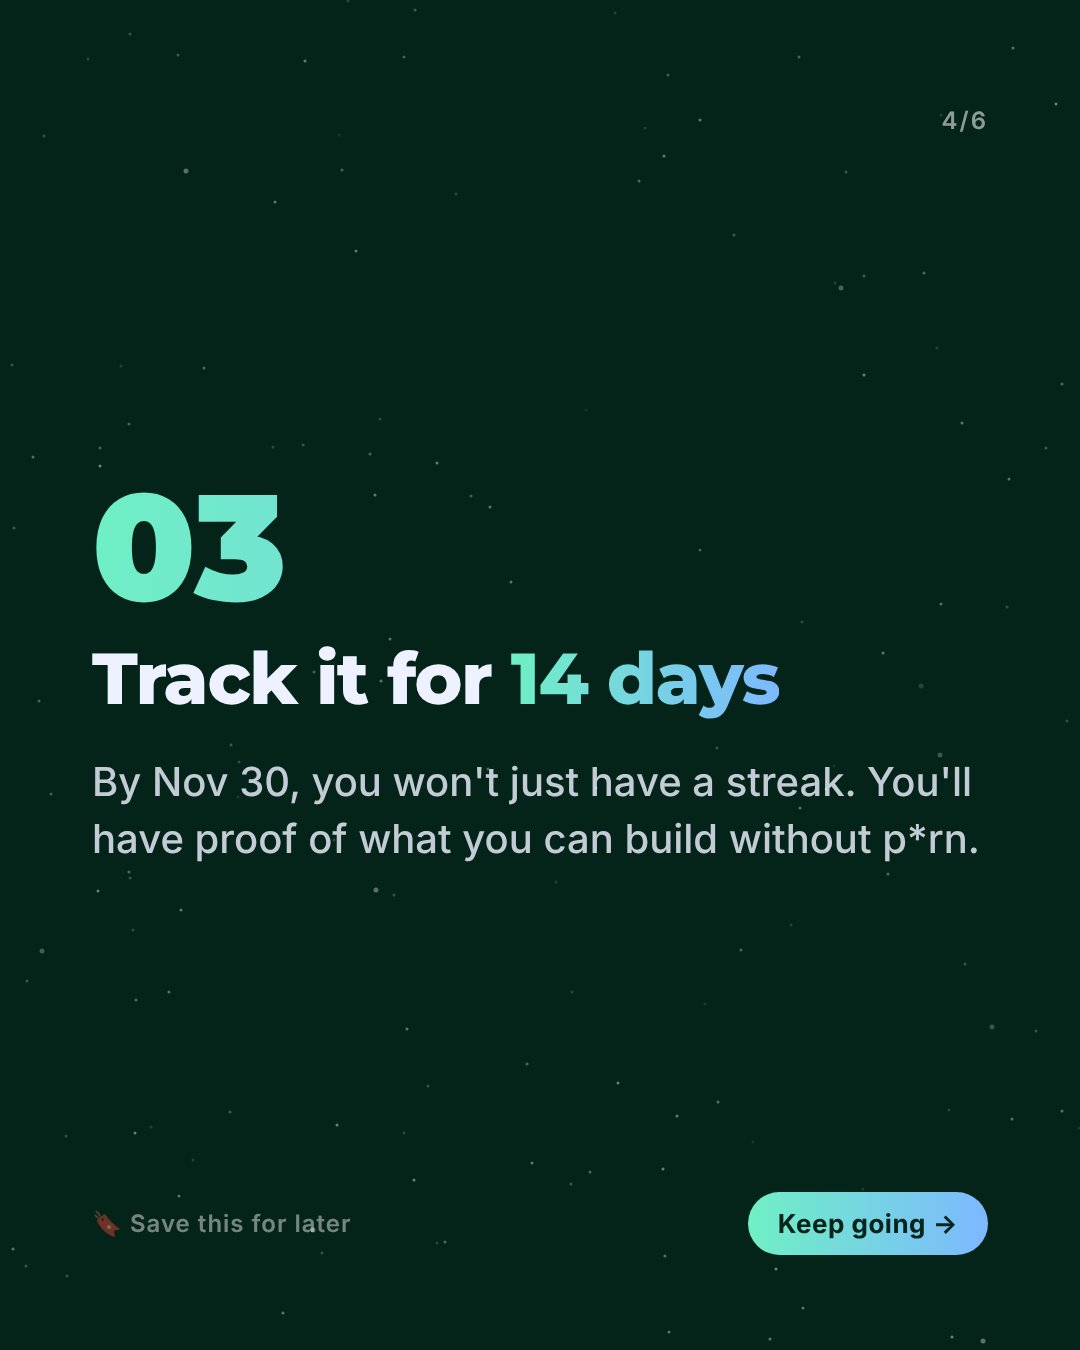 4/6
03
Track it for 14 days
By Nov 30, you won't just have a streak. You'll
have proof of what you can build without p*rn.
🔖 Save this for later
Keep going →